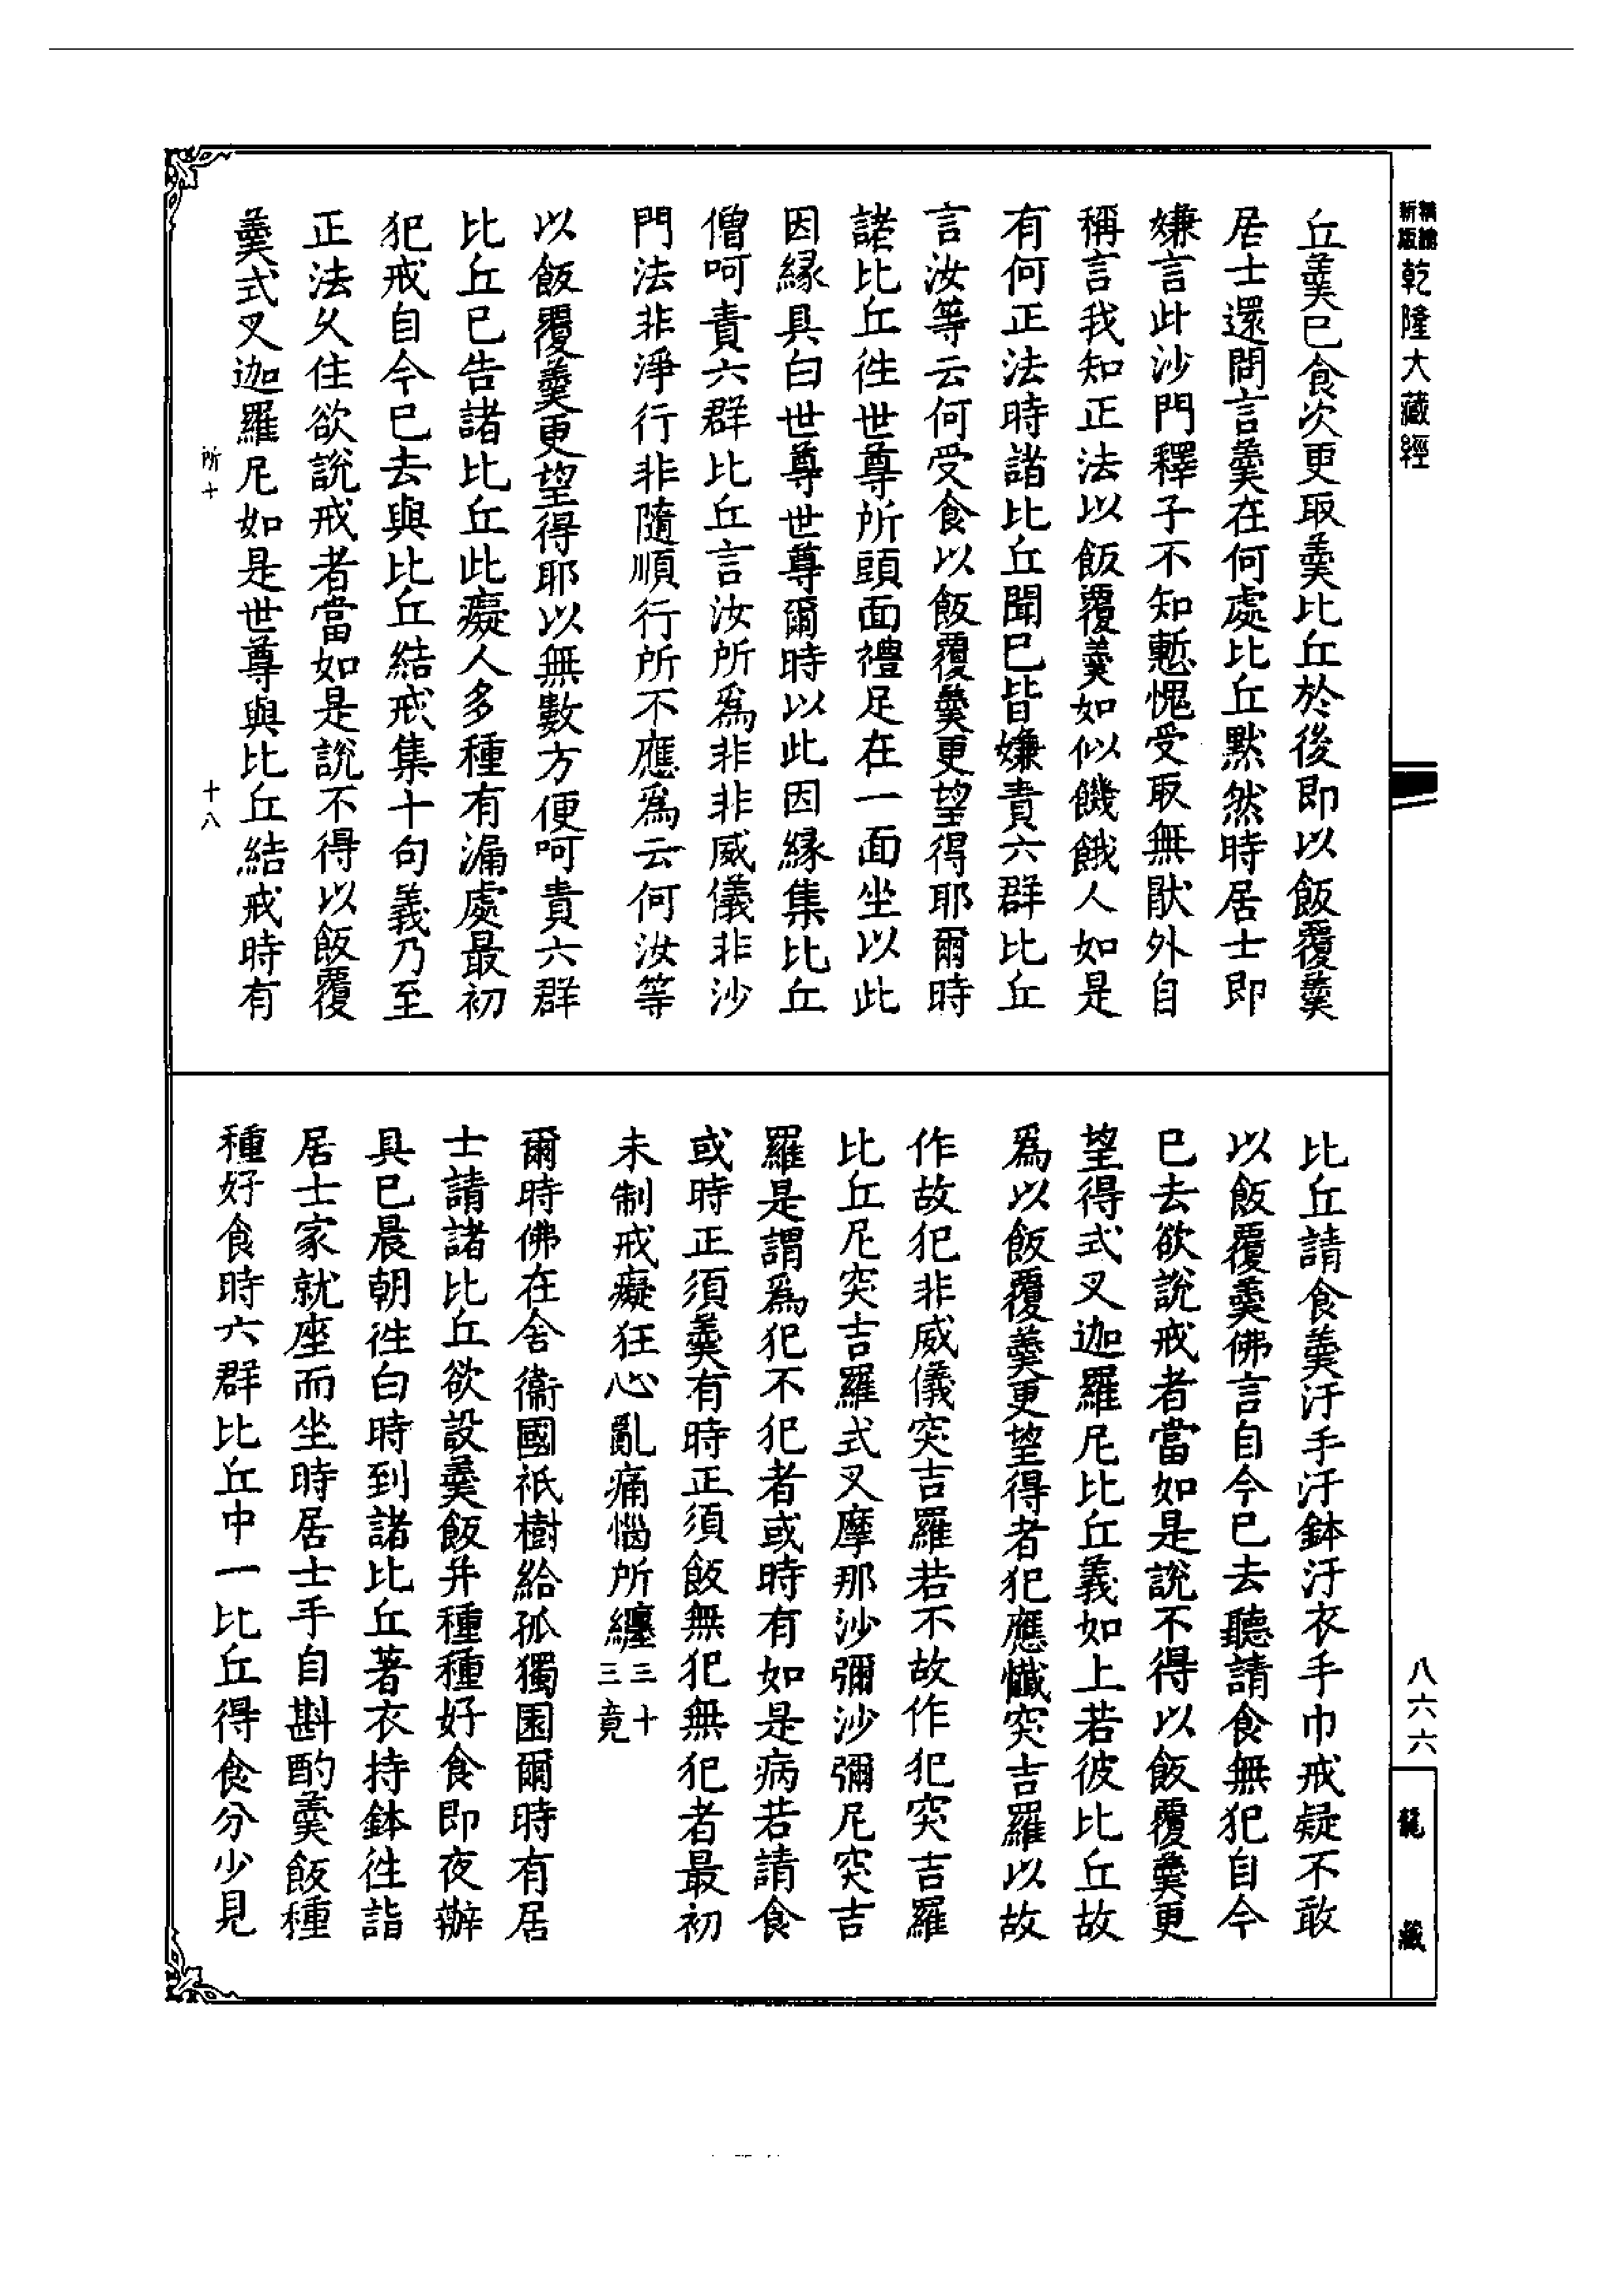 新版精繪乾隆大藏經
丘羹已食次更取羹比丘於後即以飯覆羹
居士還問言羹在何處比丘默然時居士即
嫌言此沙門釋子不知慙愧受取無猒外自
稱言我知正法以飯覆羹如似饑餓人如是
有何正法時諸比丘聞已皆嫌責六群比丘
言汝等云何受食以飯覆羹更望得耶爾時
諸比丘徃世尊所頭面禮足在一面坐以此
因緣具白世尊世尊爾時以此因緣集比丘
僧呵責六群比丘言汝所爲非非威儀非沙
門法非淨行非隨順行所不應爲云何汝等
以飯覆羹更望得耶以無數方便呵責六群
比丘已告諸比丘此癡人多種有漏處最初
犯戒自今已去與比丘結戒集十句義乃至
正法久住欲說戒者當如是說不得以飯覆
羹式叉迦羅尼如是世尊與比丘結戒時有
所十 十八
比丘請食羹汙手汙鉢汙衣手巾戒疑不敢
以飯覆羹佛言自今已去聽請食無犯自今
已去欲說戒者當如是說不得以飯覆羹更
望得式叉迦羅尼比丘義如上若彼比丘故
爲以飯覆羹更望得者犯應懺突吉羅以故
作故犯非威儀突吉羅若不故作犯突吉羅
比丘尼突吉羅式叉摩那沙彌沙彌尼突吉
羅是謂爲犯不犯者或時有如是病若請食
或時正須羹有時正須飯無犯無犯者最初
未制戒癡狂心亂痛惱所纏三十三竟
爾時佛在舍衞國祇樹給孤獨園爾時有居
士請諸比丘欲設羹飯并種種好食即夜辦
具已晨朝徃白時到諸比丘著衣持鉢徃詣
居士家就座而坐時居士手自斟酌羹飯種
種好食時六群比丘中一比丘得食分少見
八六六
龍藏